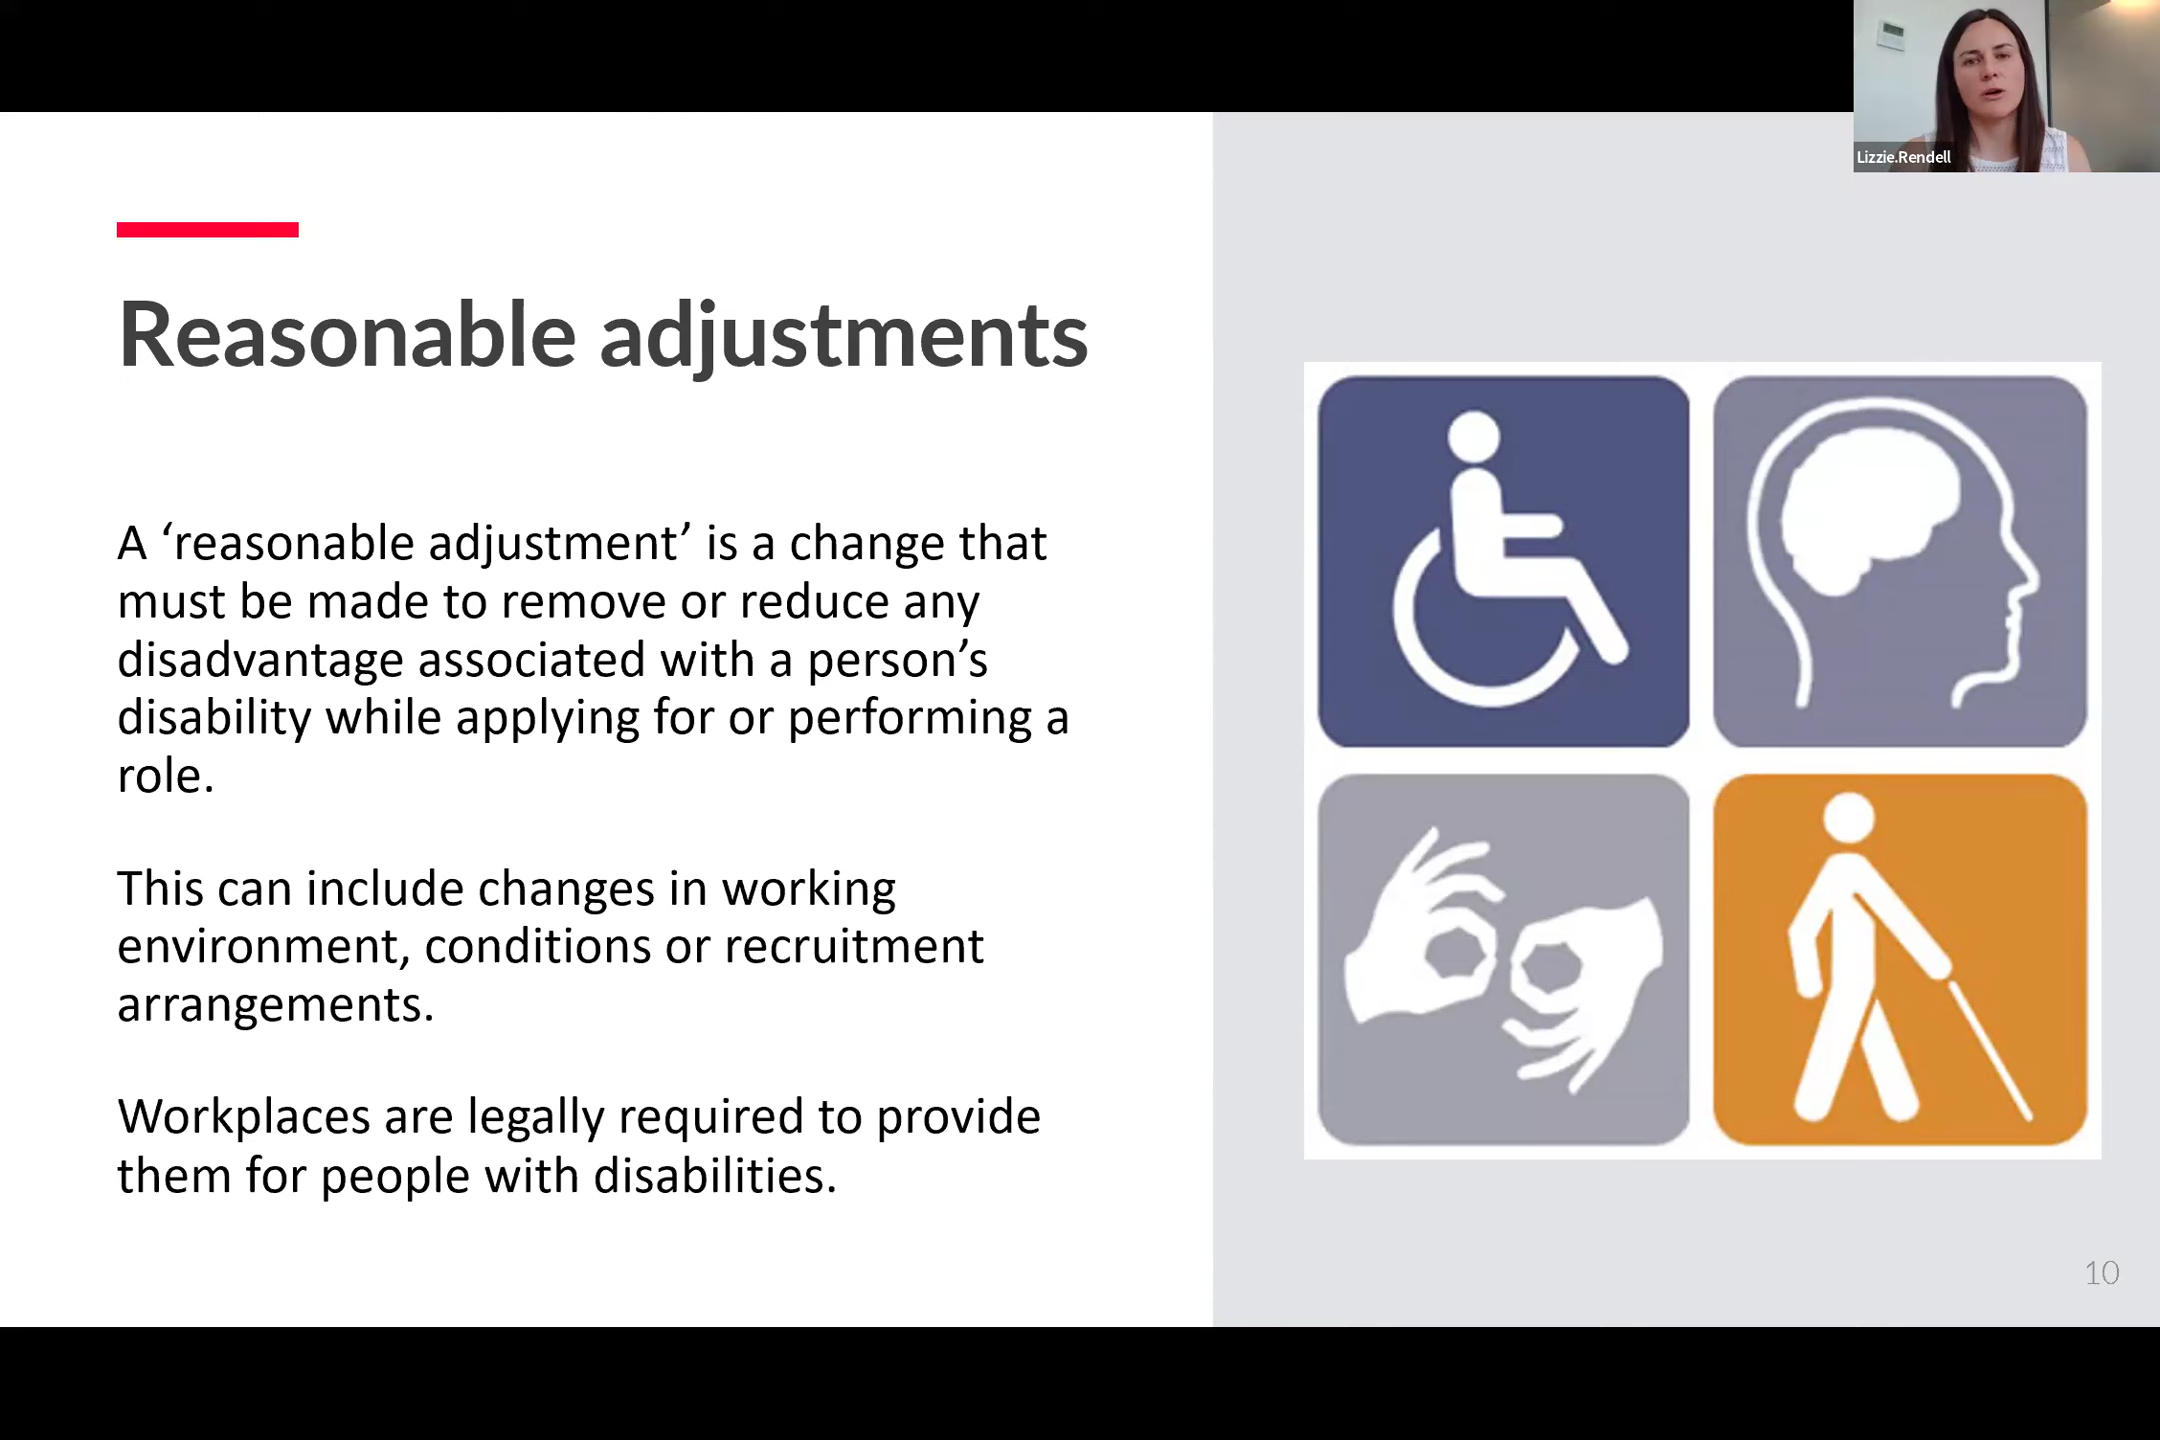 Lizzie.Rendell
Reasonable adjustments
A ‘reasonable adjustment’ is a change that
must be made to remove or reduce any
disadvantage associated with a person’s
disability while applying for or performing a
role.
This can include changes in working
environment, conditions or recruitment
arrangements.
Workplaces are legally required to provide
them for people with disabilities.
10